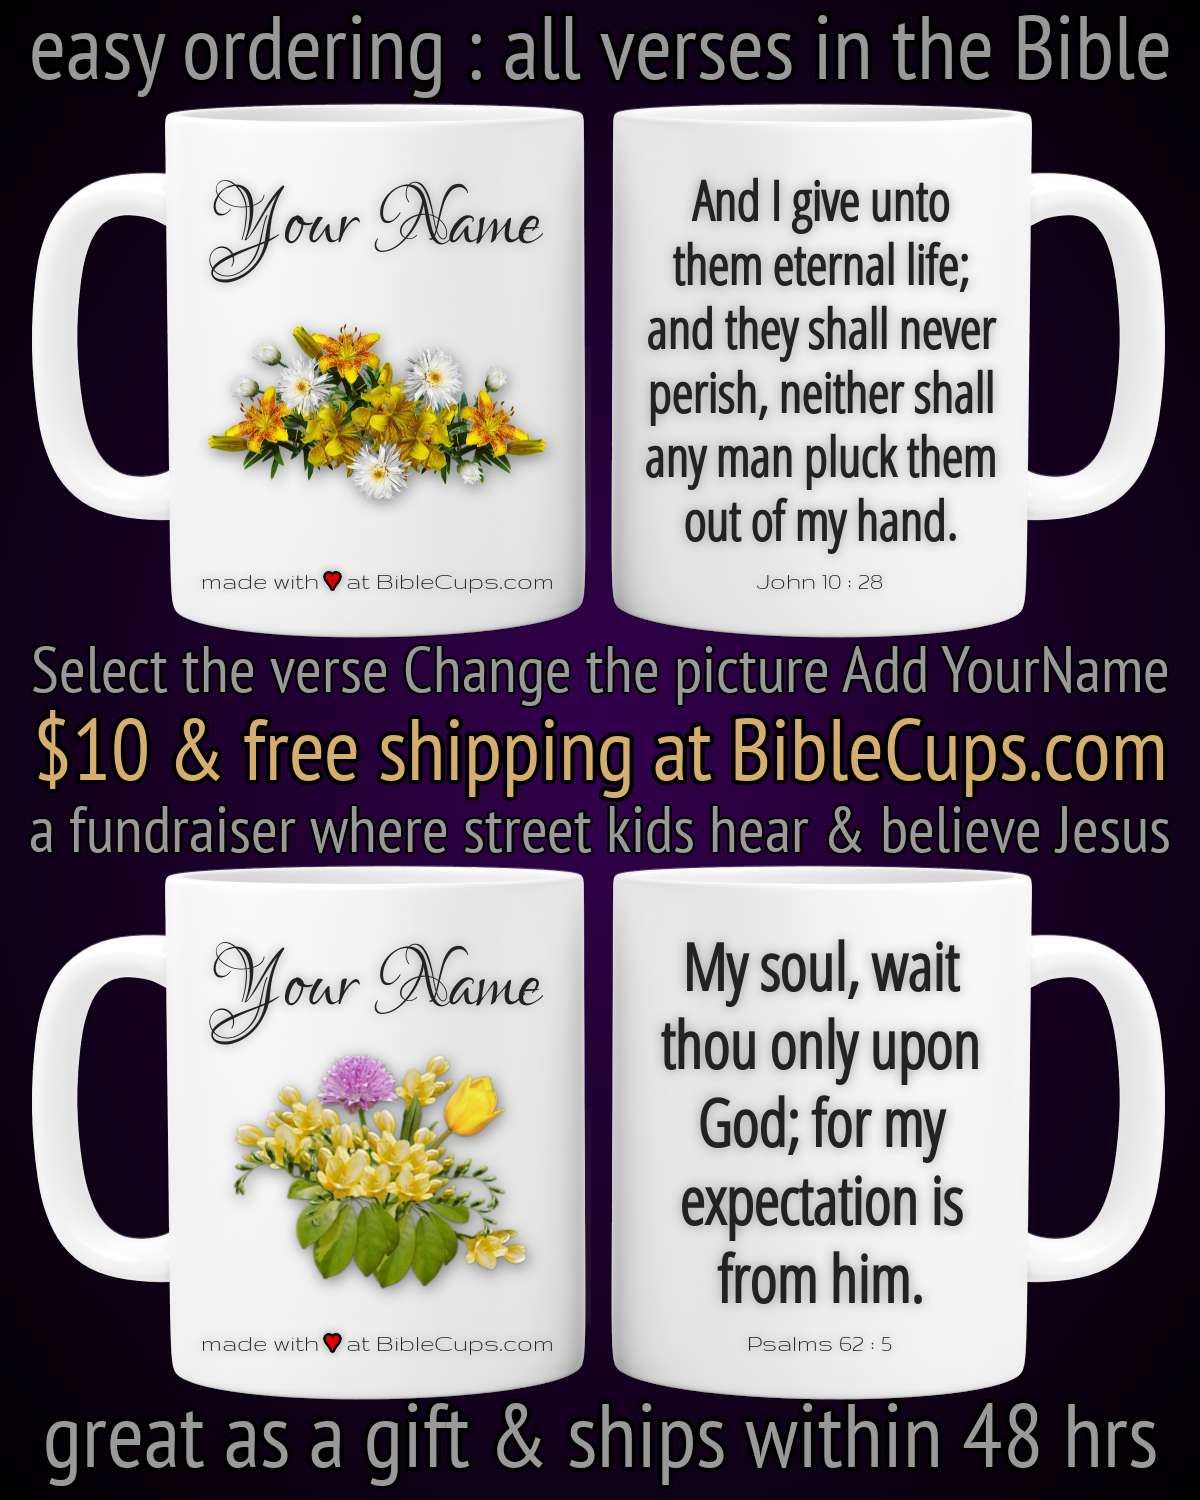 easy ordering : all verses in the Bible
Your Name
made with ♥ at BibleCups.com
And I give unto
them eternal life;
and they shall never
perish, neither shall
any man pluck them
out of my hand.
John 10 : 28
Select the verse Change the picture Add YourName
$10 & free shipping at BibleCups.com
a fundraiser where street kids hear & believe Jesus
Your Name
made with ♥ at BibleCups.com
My soul, wait
thou only upon
God; for my
expectation is
from him.
Psalms 62 : 5
great as a gift & ships within 48 hrs